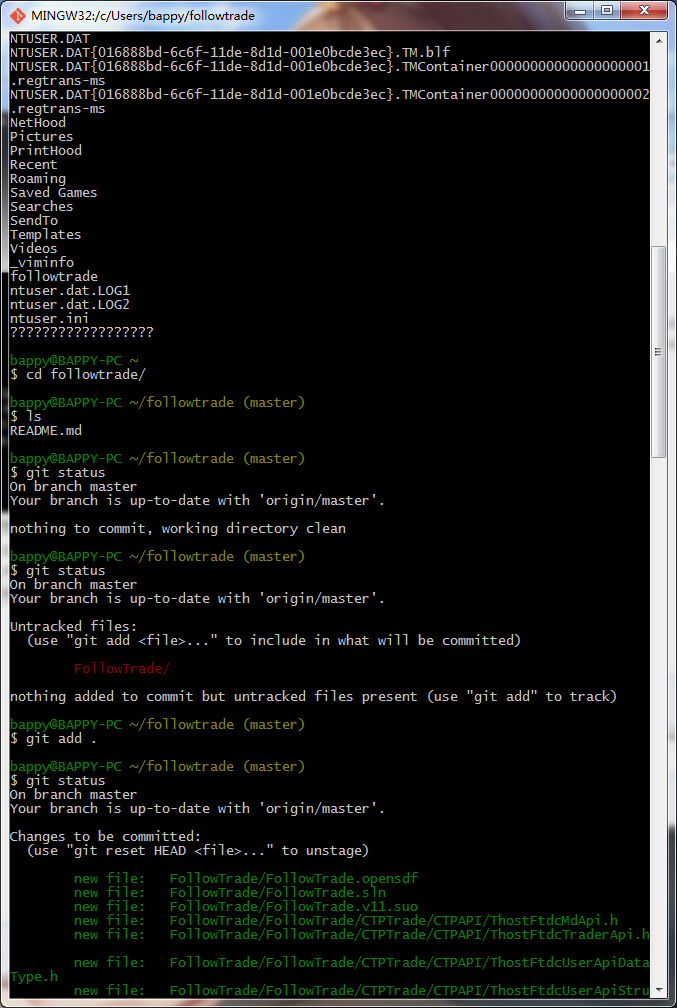 MINGW32:/c/Users/bappy/followtrade
NTUSER.DAT
NTUSER.DAT{016888bd-6c6f-11de-8d1d-001e0bcde3ec}.TM.blf
NTUSER.DAT{016888bd-6c6f-11de-8d1d-001e0bcde3ec}.TMContainer00000000000000000001
.regtrans-ms
NTUSER.DAT{016888bd-6c6f-11de-8d1d-001e0bcde3ec}.TMContainer00000000000000000002
.regtrans-ms
NetHood
Pictures
PrintHood
Recent
Roaming
Saved Games
Searches
SendTo
Templates
Videos
_viminfo
followtrade
ntuser.dat.LOG1
ntuser.dat.LOG2
ntuser.ini
??????????????????
bappy@BAPPY-PC ~
$ cd followtrade/
bappy@BAPPY-PC ~/followtrade (master)
$ ls
README.md
bappy@BAPPY-PC ~/followtrade (master)
$ git status
On branch master
Your branch is up-to-date with 'origin/master'.
nothing to commit, working directory clean
bappy@BAPPY-PC ~/followtrade (master)
$ git status
On branch master
Your branch is up-to-date with 'origin/master'.
Untracked files:
  (use "git add <file>..." to include in what will be committed)
        FollowTrade/
nothing added to commit but untracked files present (use "git add" to track)
bappy@BAPPY-PC ~/followtrade (master)
$ git add .
bappy@BAPPY-PC ~/followtrade (master)
$ git status
On branch master
Your branch is up-to-date with 'origin/master'.
Changes to be committed:
  (use "git reset HEAD <file>..." to unstage)
        new file:   FollowTrade/FollowTrade.opensdf
        new file:   FollowTrade/FollowTrade.sln
        new file:   FollowTrade/FollowTrade.v11.suo
        new file:   FollowTrade/FollowTrade/CTPTrade/CTPAPI/ThostFtdcMdApi.h
        new file:   FollowTrade/FollowTrade/CTPTrade/CTPAPI/ThostFtdcTraderApi.h
        new file:   FollowTrade/FollowTrade/CTPTrade/CTPAPI/ThostFtdcUserApiData
Type.h
        new file:   FollowTrade/FollowTrade/CTPTrade/CTPAPI/ThostFtdcUserApiStru